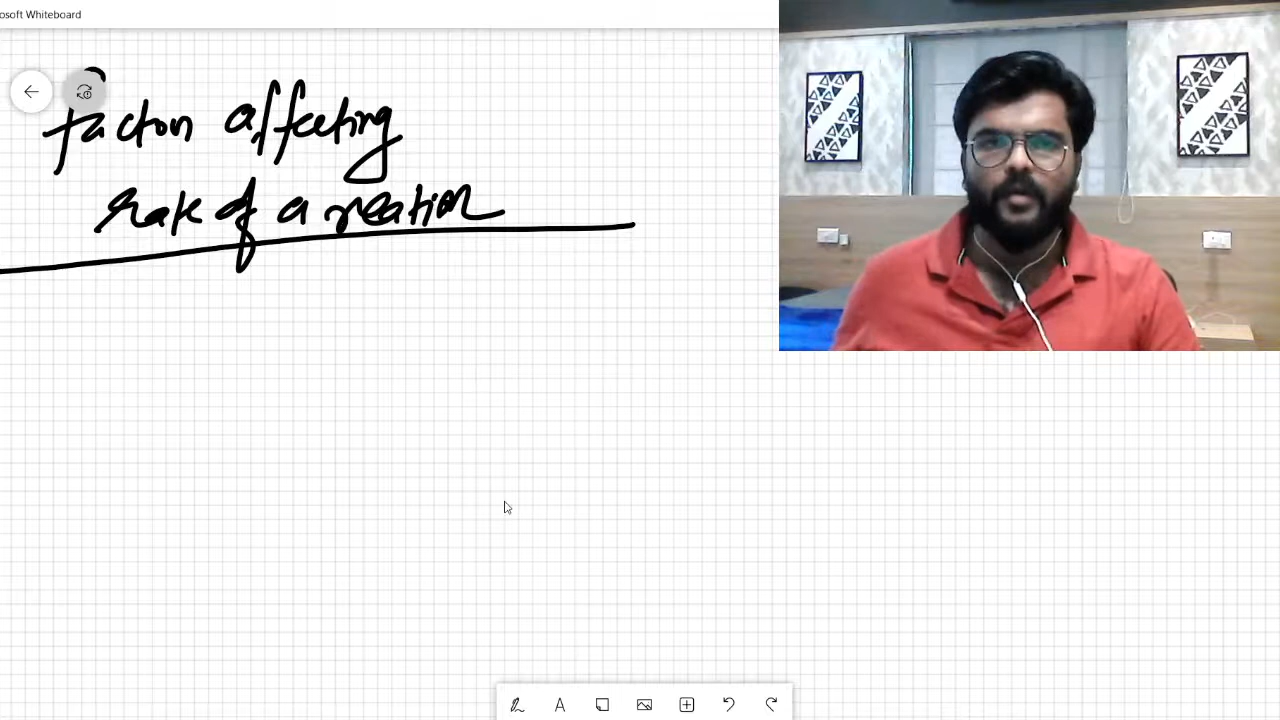 osoft Whiteboard
Factors affecting
rate of a reaction